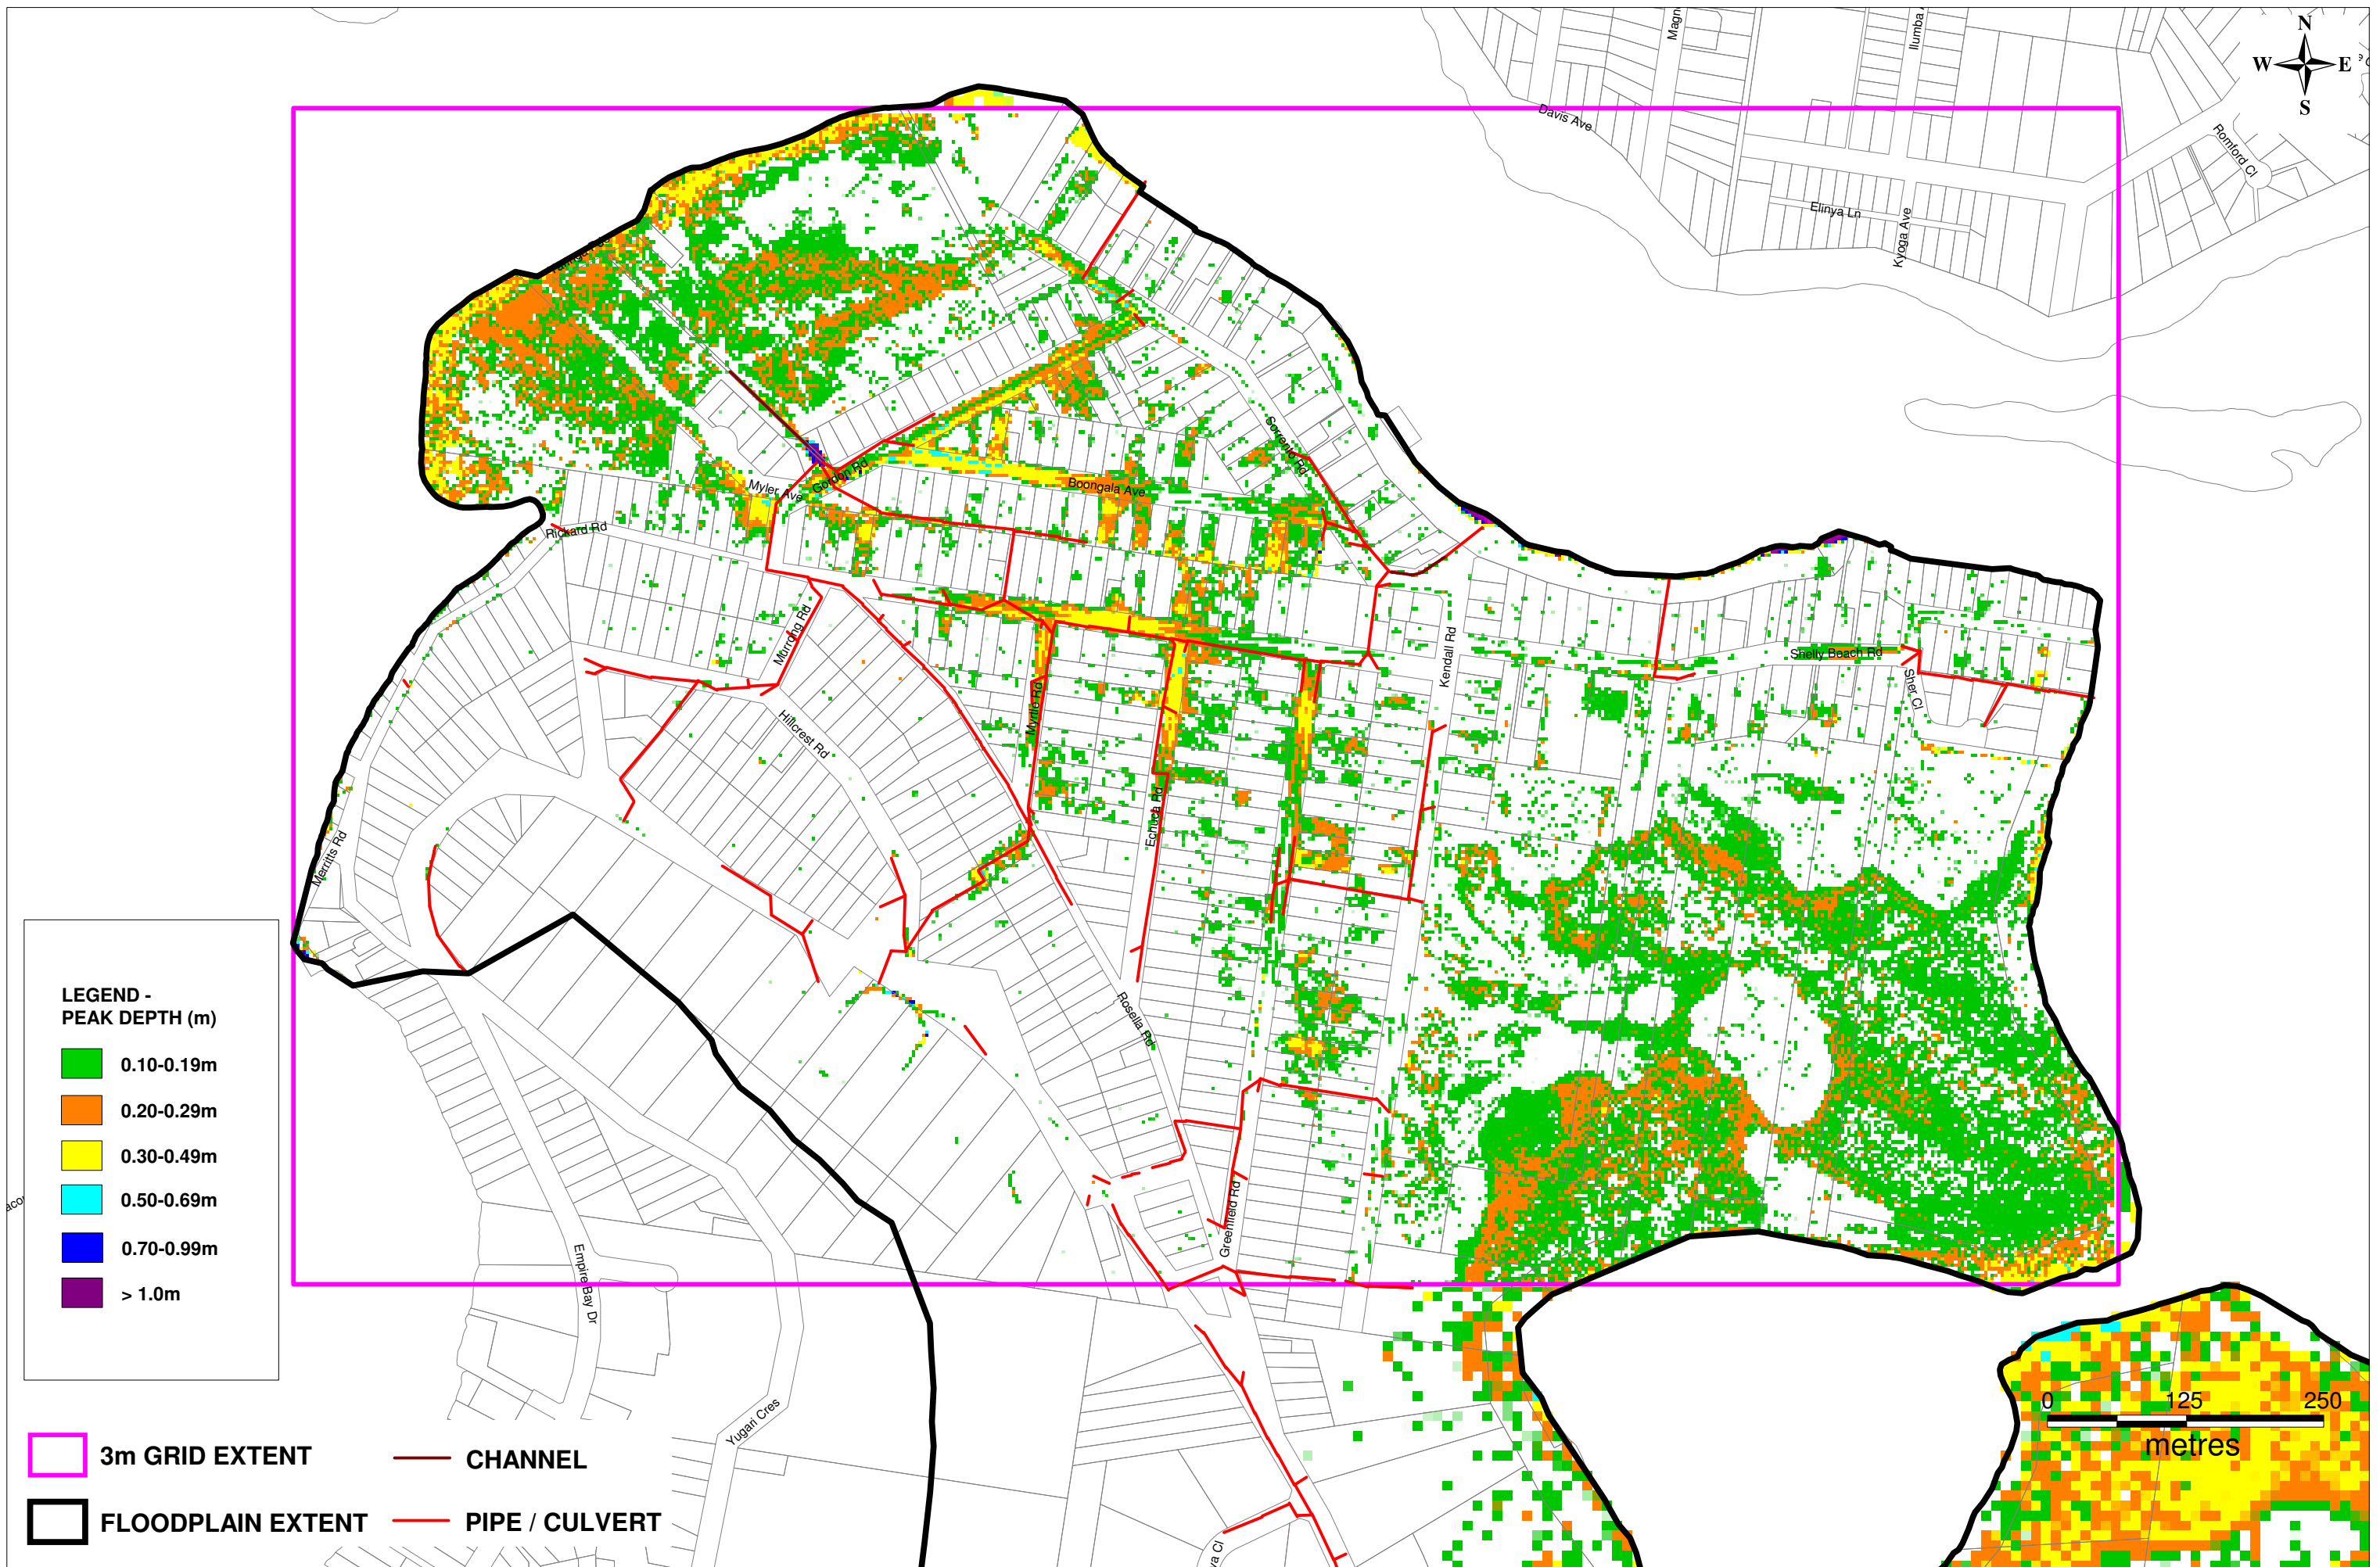 N
W E
S
Davis Ave
Romford Cl
Elinya Ln
Kyoga Ave
Sorrento Rd
Gordon Rd
Myler Ave
Boongala Ave
Rickard Rd
Murrong Rd
Kendall Rd
Shelly Beach Rd
Sher Cl
Myrtle Rd
Hillcrest Rd
Echuca Rd
Merritts Rd
Rosella Rd
Greenfield Rd
Empire Bay Dr
Yugari Cres
LEGEND -
PEAK DEPTH (m)
0.10-0.19m
0.20-0.29m
0.30-0.49m
0.50-0.69m
0.70-0.99m
> 1.0m
0 125 250
metres
3m GRID EXTENT
CHANNEL
FLOODPLAIN EXTENT
PIPE / CULVERT